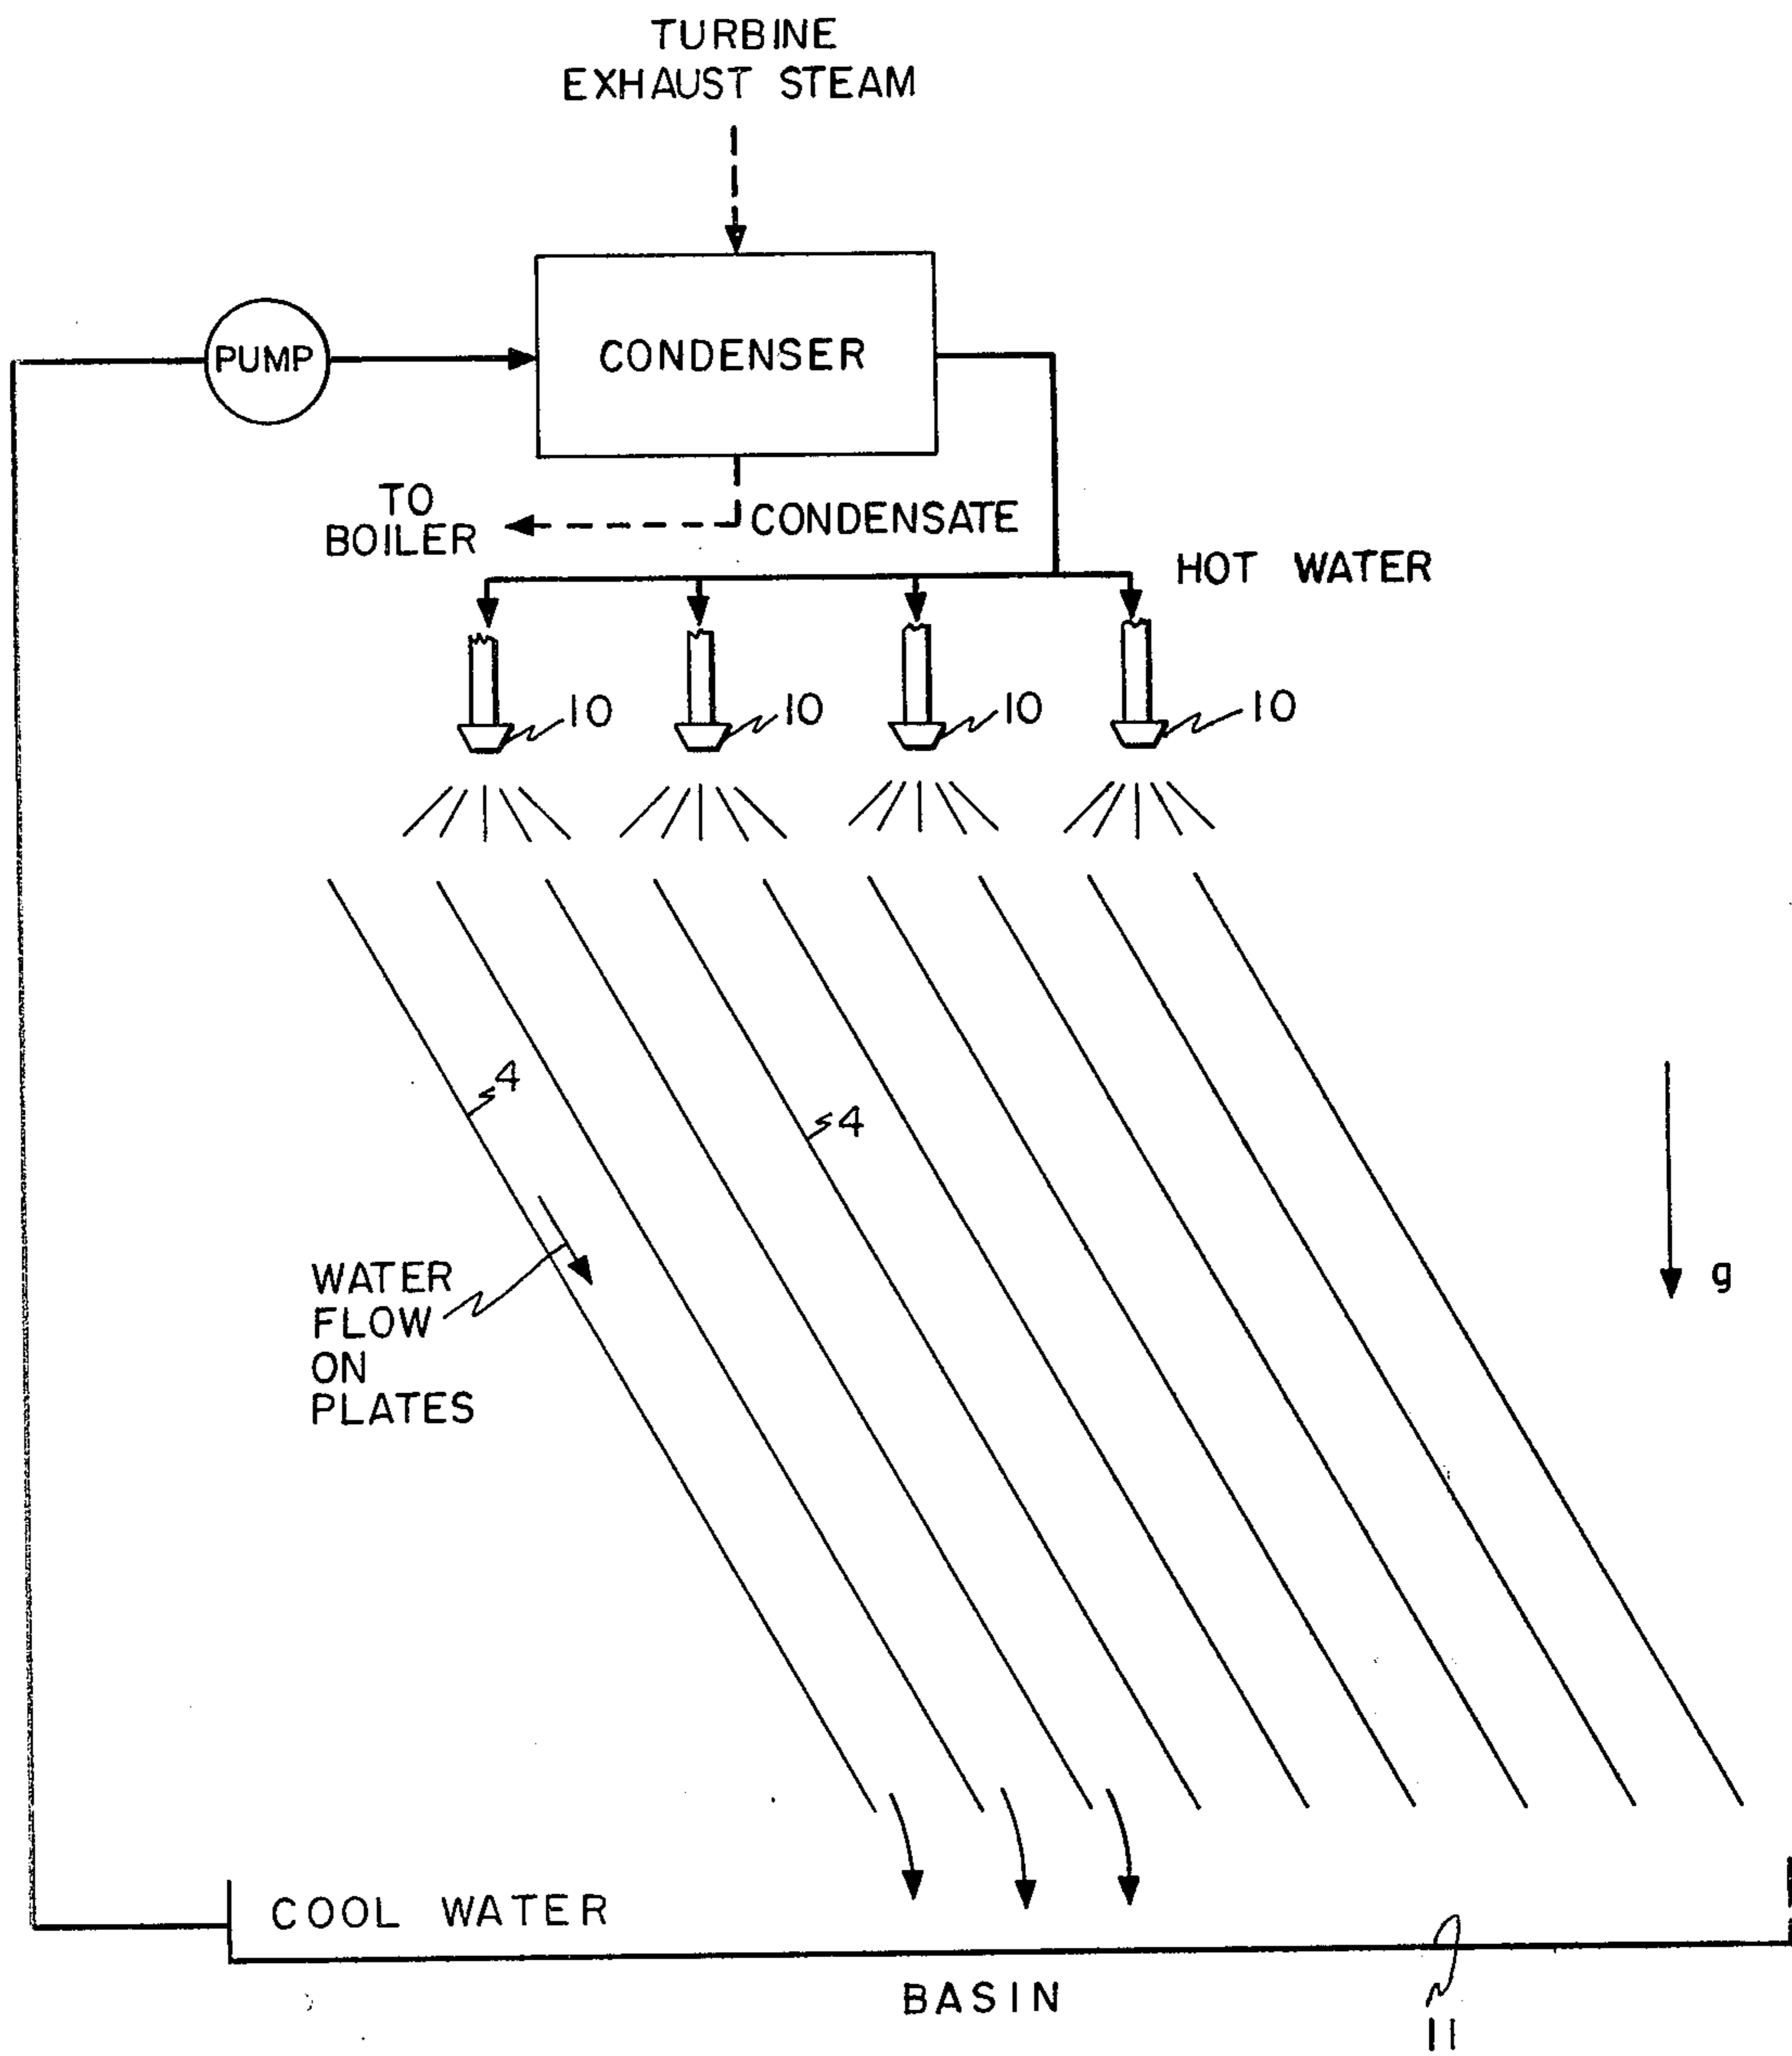 TURBINE
EXHAUST STEAM
PUMP
CONDENSER
TO
BOILER
CONDENSATE
HOT WATER
10
10
10
10
4
4
WATER
FLOW
ON
PLATES
g
COOL WATER
BASIN
11